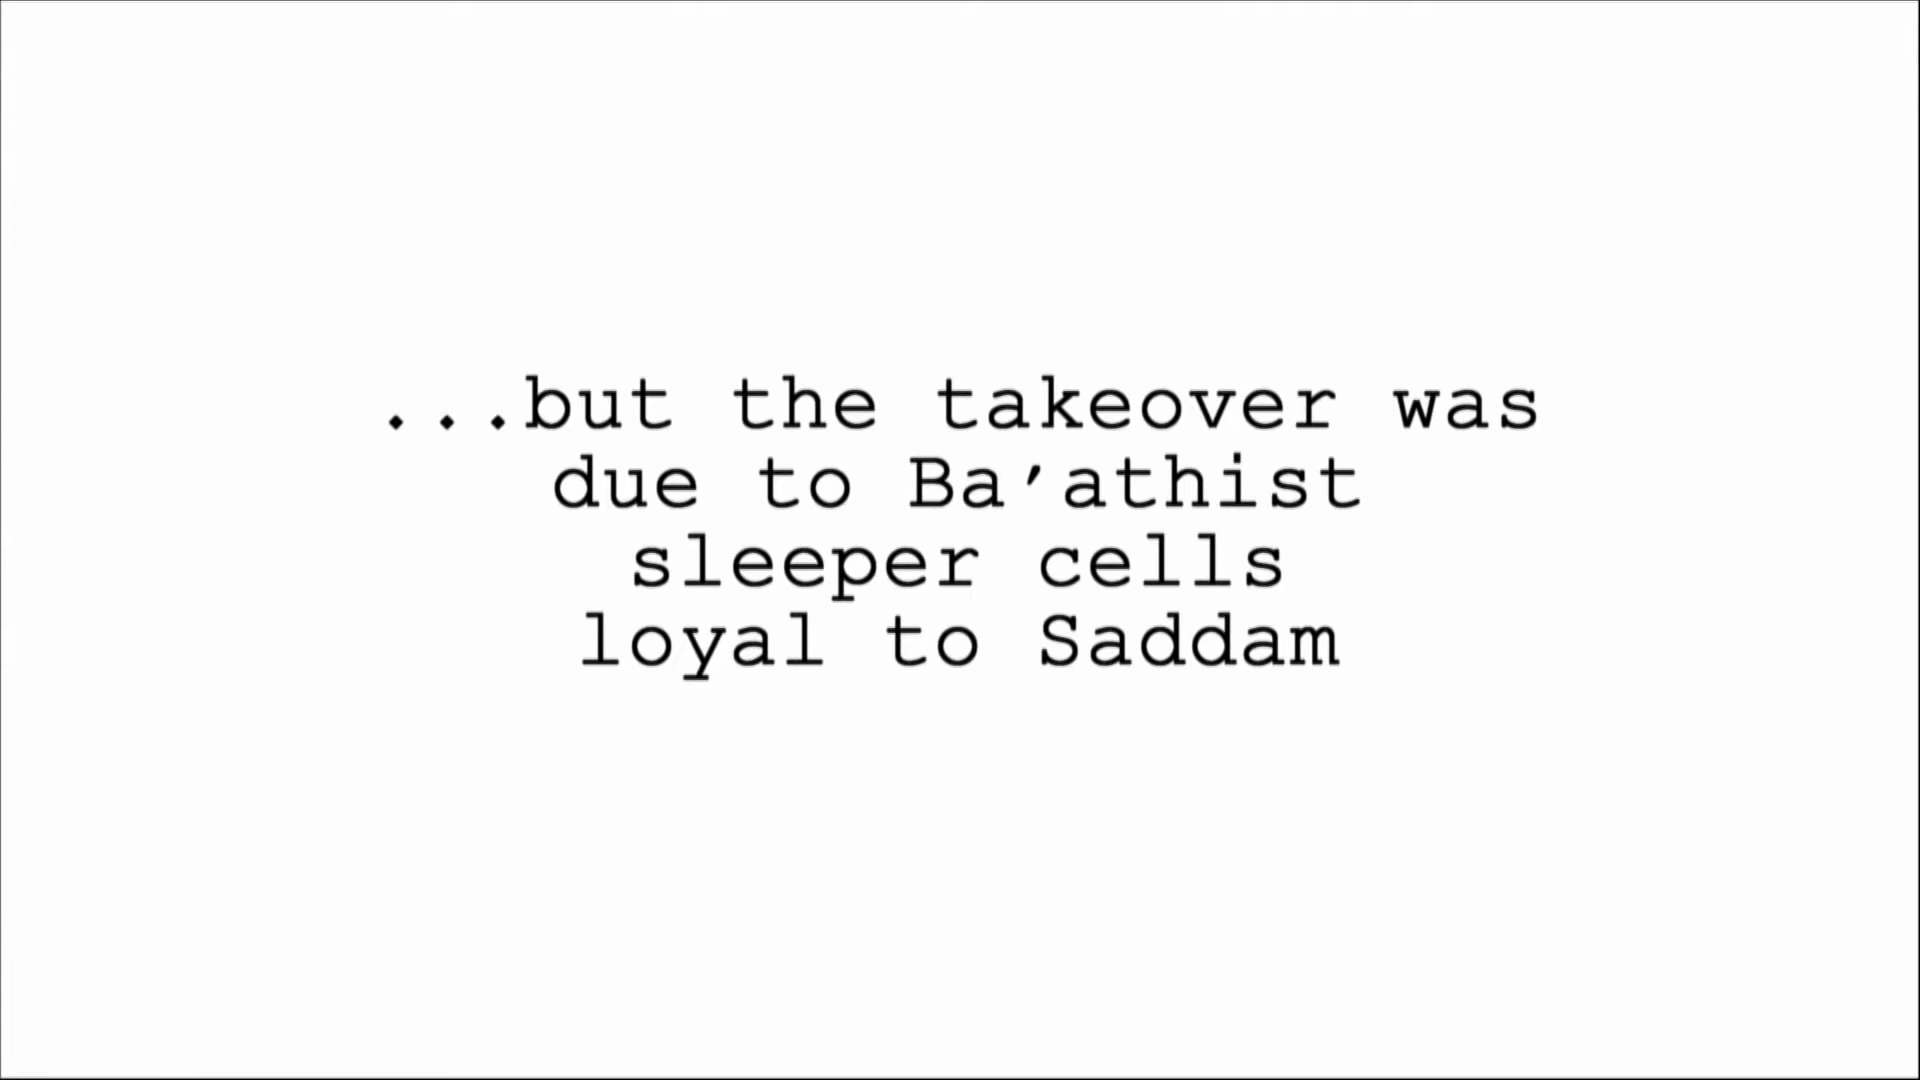 ...but the takeover was
due to Ba’athist
sleeper cells
loyal to Saddam